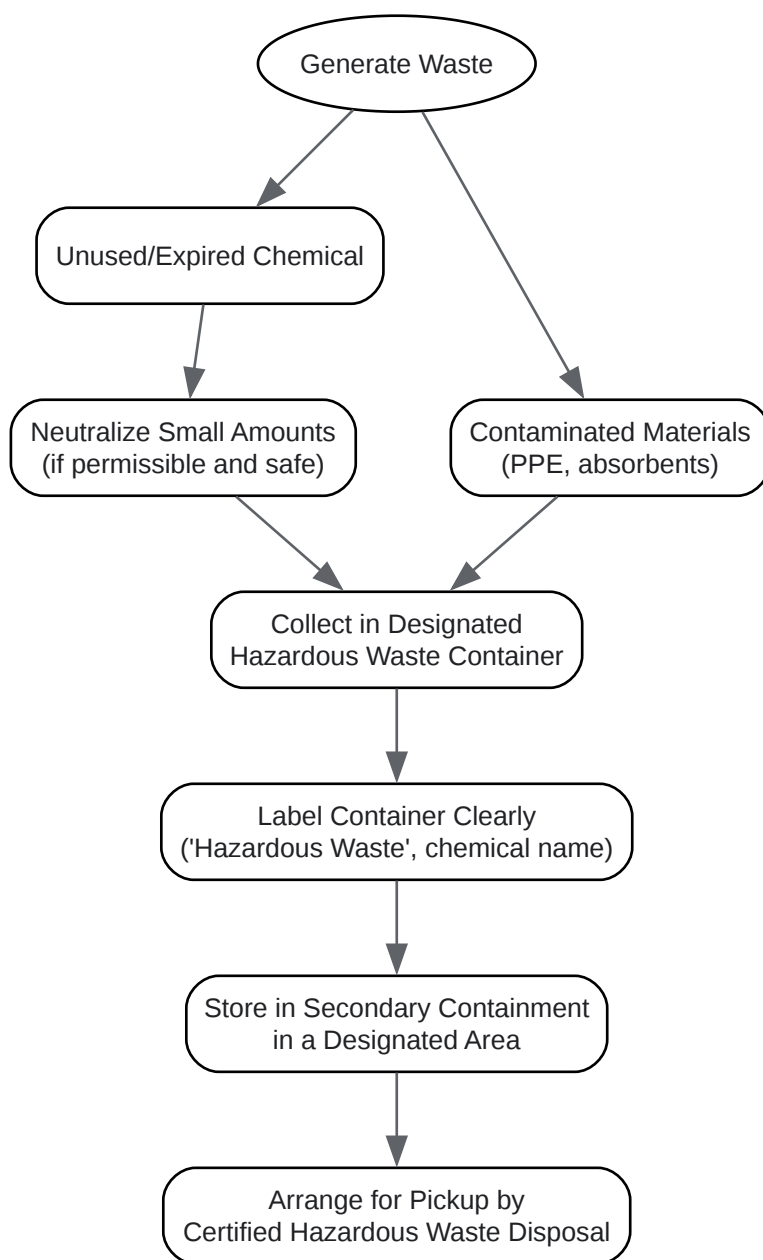 Generate Waste
Unused/Expired Chemical
Neutralize Small Amounts
(if permissible and safe)
Contaminated Materials
(PPE, absorbents)
Collect in Designated
Hazardous Waste Container
Label Container Clearly
('Hazardous Waste', chemical name)
Store in Secondary Containment
in a Designated Area
Arrange for Pickup by
Certified Hazardous Waste Disposal